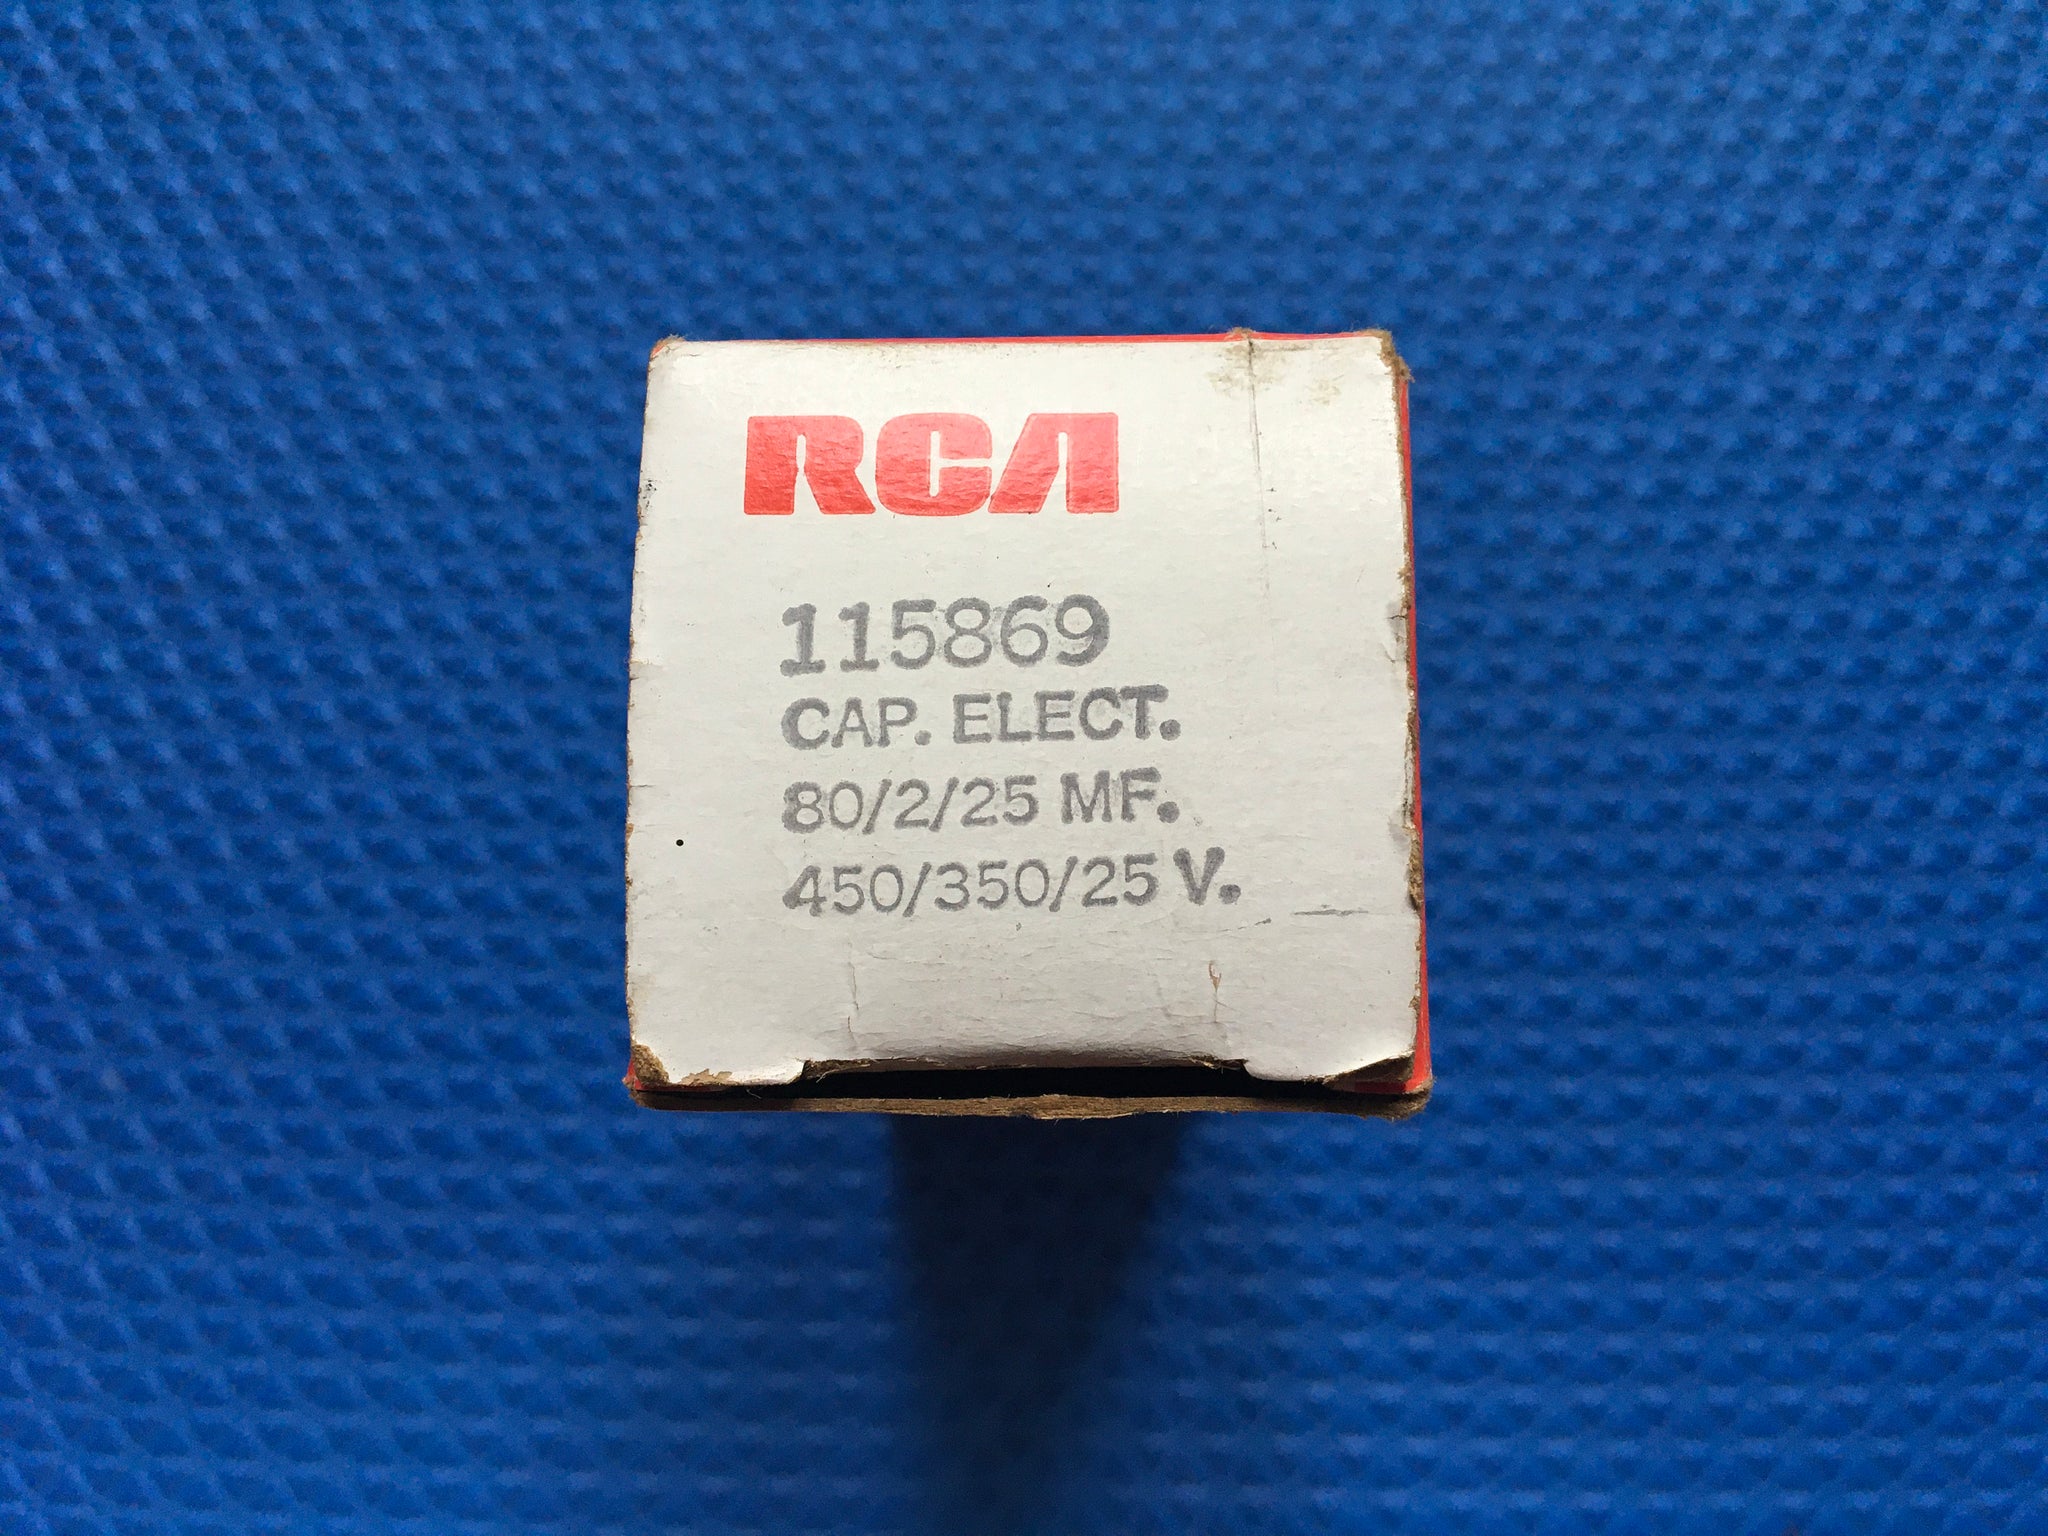 RCA
115869
CAP. ELECT.
80/2/25 MF.
450/350/25 V.